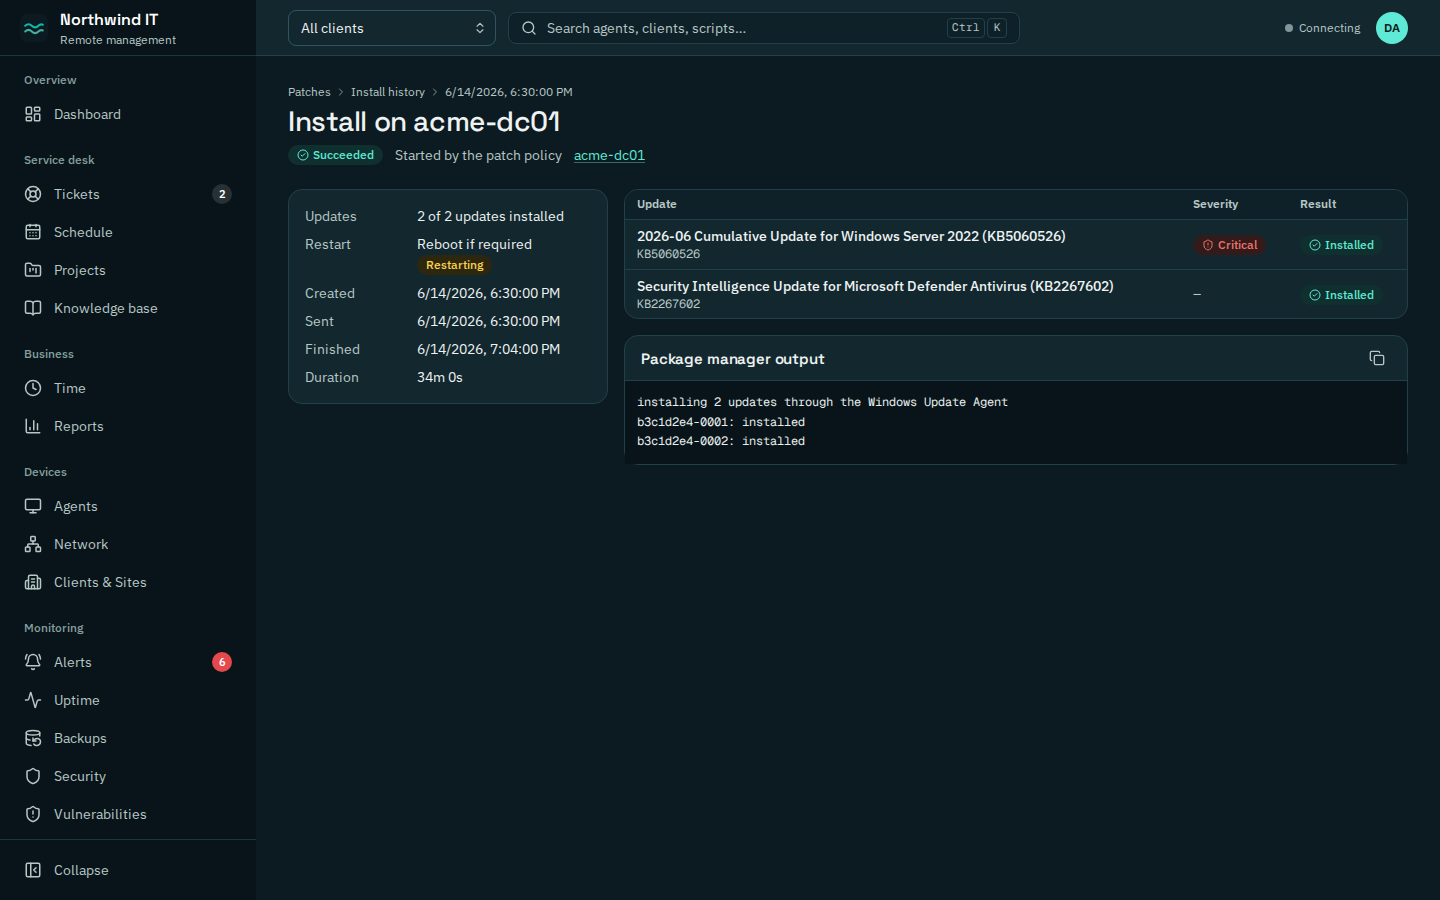 Northwind IT
Remote management
All clients
Search agents, clients, scripts...
Ctrl K
Connecting
DA
Overview
Dashboard
Service desk
Tickets 2
Schedule
Projects
Knowledge base
Business
Time
Reports
Devices
Agents
Network
Clients & Sites
Monitoring
Alerts 6
Uptime
Backups
Security
Vulnerabilities
Collapse
Patches > Install history > 6/14/2026, 6:30:00 PM
Install on acme-dc01
Succeeded Started by the patch policy acme-dc01
Updates 2 of 2 updates installed
Restart Reboot if required
Restarting
Created 6/14/2026, 6:30:00 PM
Sent 6/14/2026, 6:30:00 PM
Finished 6/14/2026, 7:04:00 PM
Duration 34m 0s
Update Severity Result
2026-06 Cumulative Update for Windows Server 2022 (KB5060526) Critical Installed
KB5060526
Security Intelligence Update for Microsoft Defender Antivirus (KB2267602) – Installed
KB2267602
Package manager output
installing 2 updates through the Windows Update Agent
b3c1d2e4-0001: installed
b3c1d2e4-0002: installed